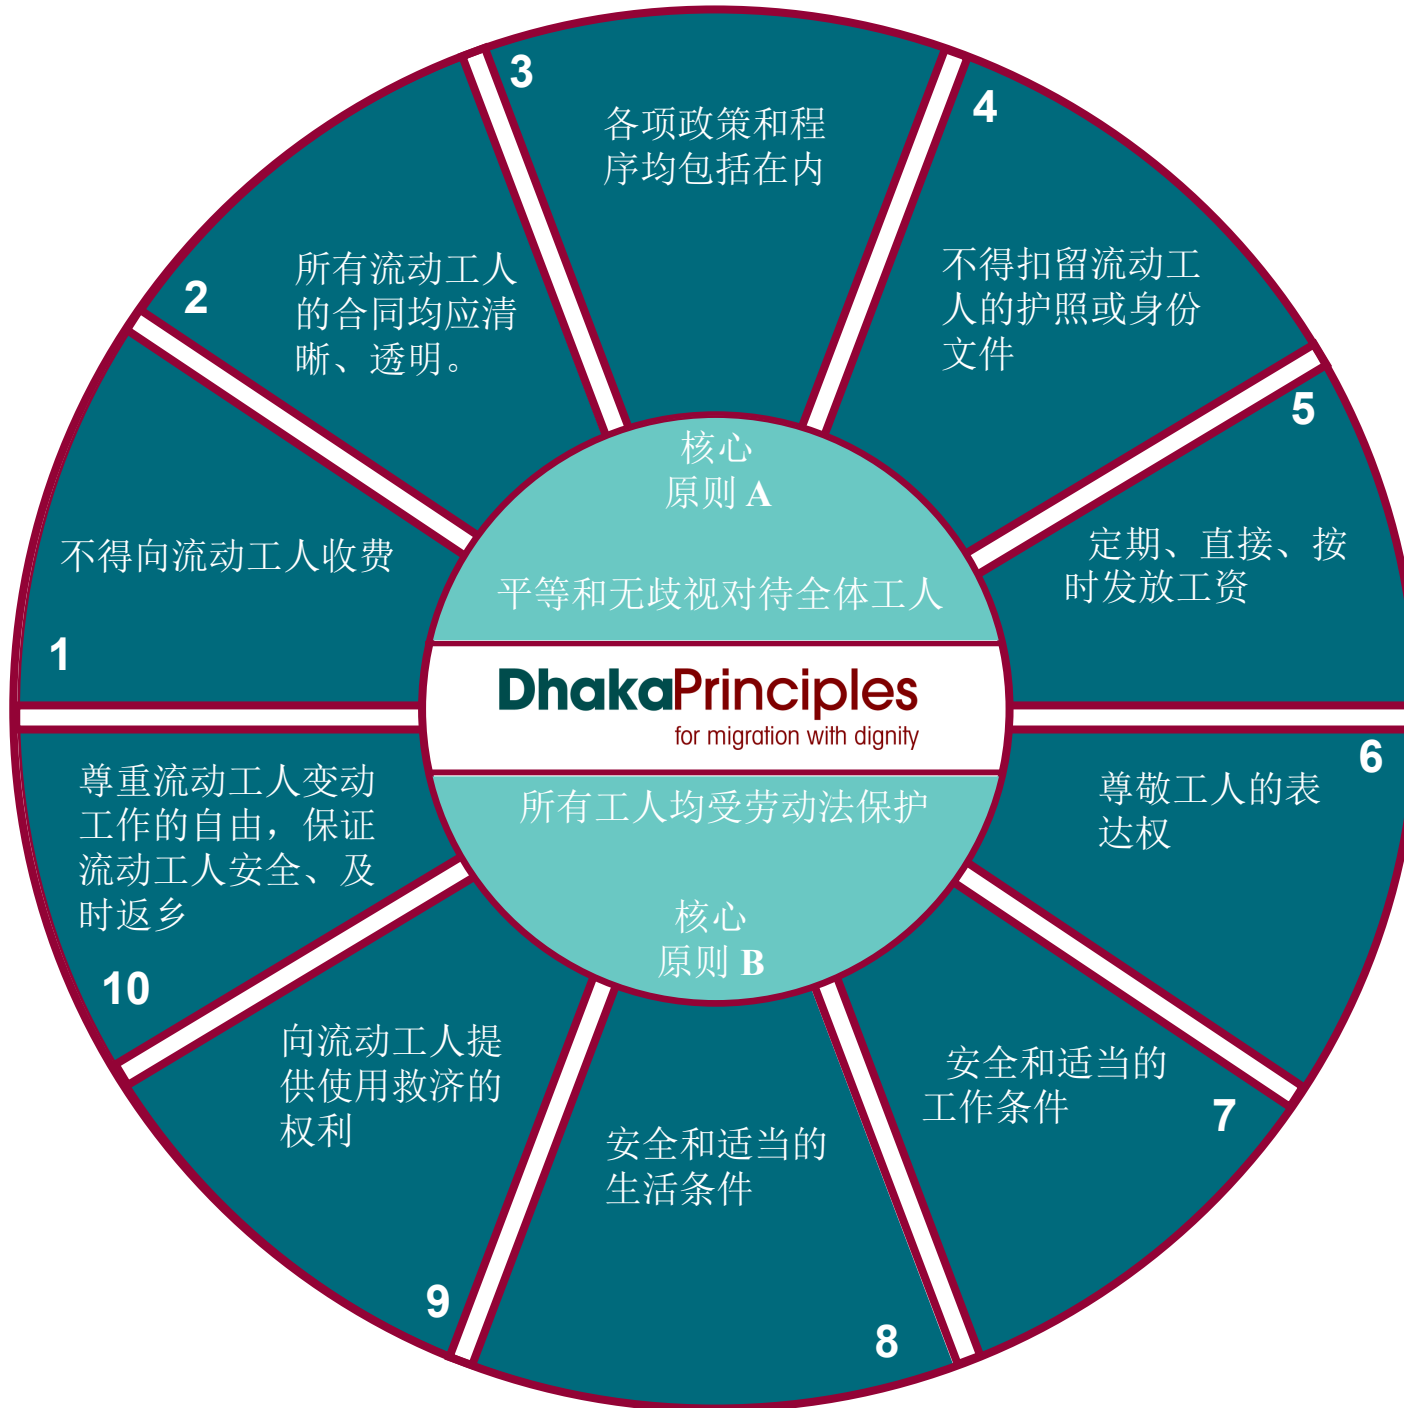 1
不得向流动工人收费
2
所有流动工人
的合同均应清
晰、透明。
3
各项政策和程
序均包括在内
4
不得扣留流动工
人的护照或身份
文件
5
定期、直接、按
时发放工资
6
尊敬工人的表
达权
7
安全和适当的
工作条件
8
安全和适当的
生活条件
9
向流动工人提
供使用救济的
权利
10
尊重流动工人变动
工作的自由，保证
流动工人安全、及
时返乡
核心
原则 A
平等和无歧视对待全体工人
DhakaPrinciples
for migration with dignity
所有工人均受劳动法保护
核心
原则 B